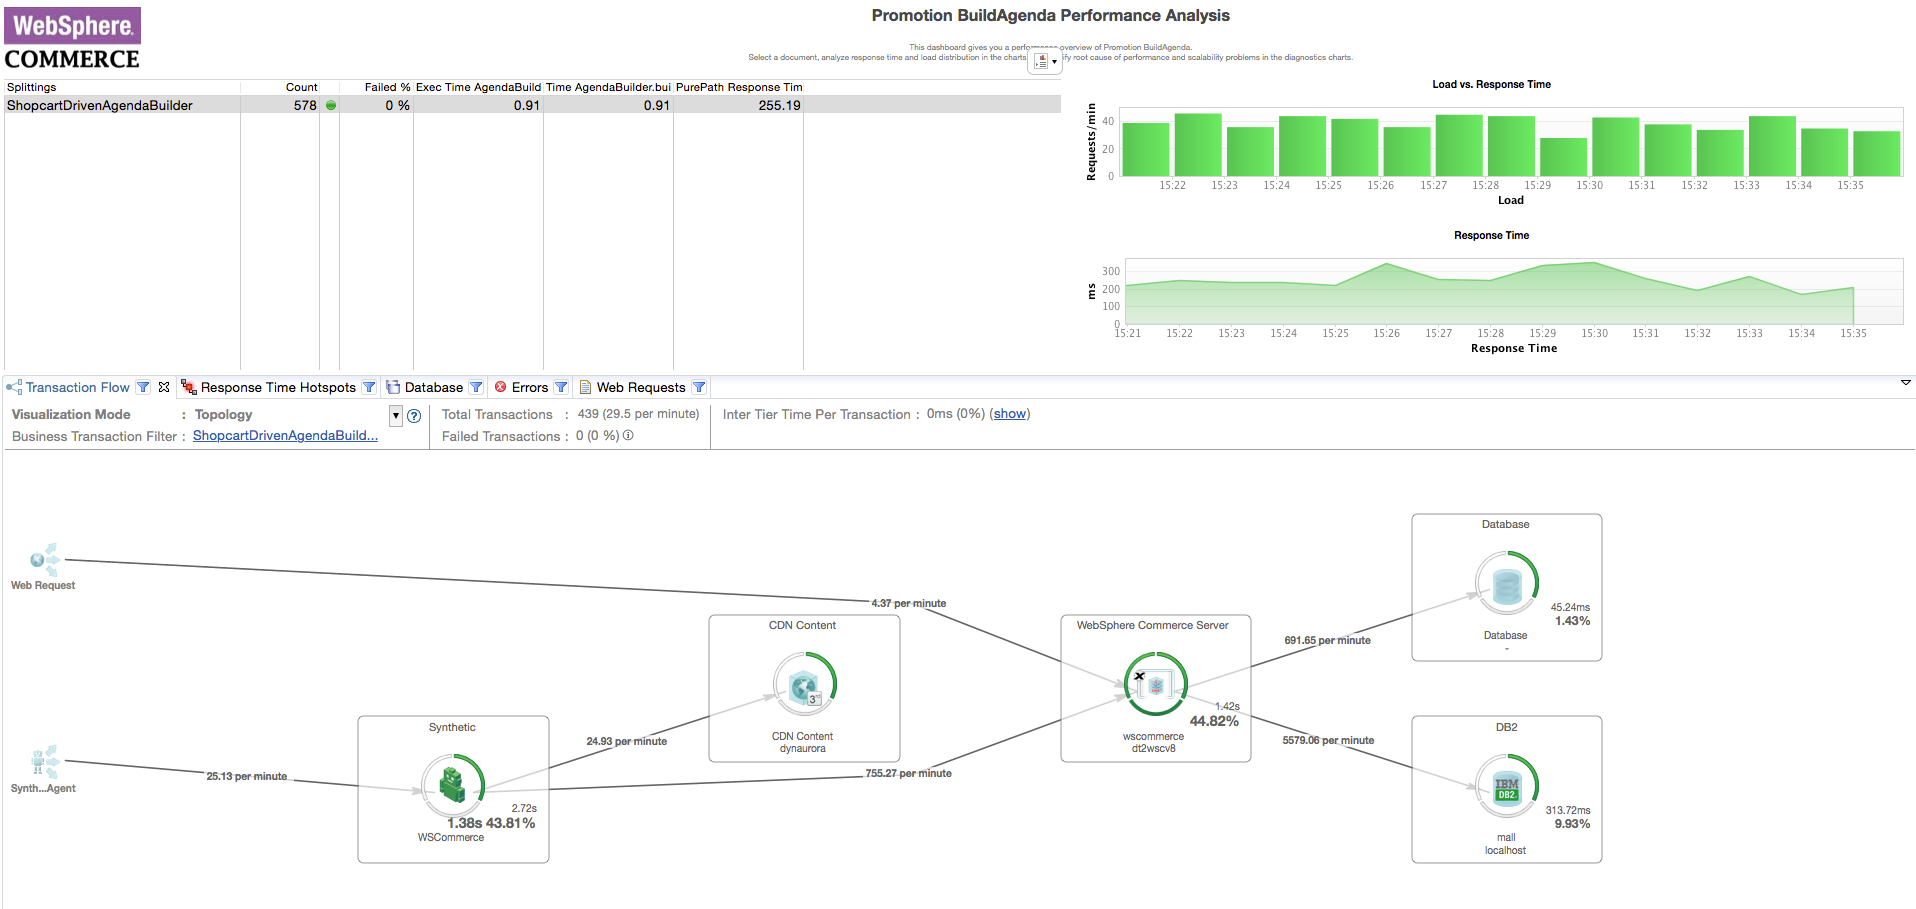 WebSphere.
COMMERCE
Promotion BuildAgenda Performance Analysis
This dashboard gives you a performance overview of Promotion BuildAgenda.
Select a document, analyze response time and load distribution in the charts
fy root cause of performance and scalability problems in the diagnostics charts.
Splittings Count Failed % Exec Time AgendaBuild Time AgendaBuilder.bui PurePath Response Tim
ShopcartDrivenAgendaBuilder 578 0 % 0.91 0.91 255.19
Load vs. Response Time
Requests/min
40
20
0
15:22 15:23 15:24 15:25 15:26 15:27 15:28 15:29 15:30 15:31 15:32 15:33 15:34 15:35
Load
Response Time
ms
300
200
100
0
15:21 15:22 15:23 15:24 15:25 15:26 15:27 15:28 15:29 15:30 15:31 15:32 15:33 15:34 15:35
Response Time
Transaction Flow Response Time Hotspots Database Errors Web Requests
Visualization Mode : Topology
Business Transaction Filter : ShopcartDrivenAgendaBuild...
Total Transactions : 439 (29.5 per minute)
Failed Transactions : 0 (0 %)
Inter Tier Time Per Transaction : 0ms (0%) (show)
Web Request
4.37 per minute
Synth...Agent
25.13 per minute
Synthetic
2.72s
1.38s 43.81%
WSCommerce
24.93 per minute
755.27 per minute
CDN Content
3
CDN Content
dynaurora
WebSphere Commerce Server
1.42s
44.82%
wscommerce
dt2wscv8
691.65 per minute
5579.06 per minute
Database
45.24ms
1.43%
Database
-
DB2
IBM
DB2.
313.72ms
9.93%
mall
localhost